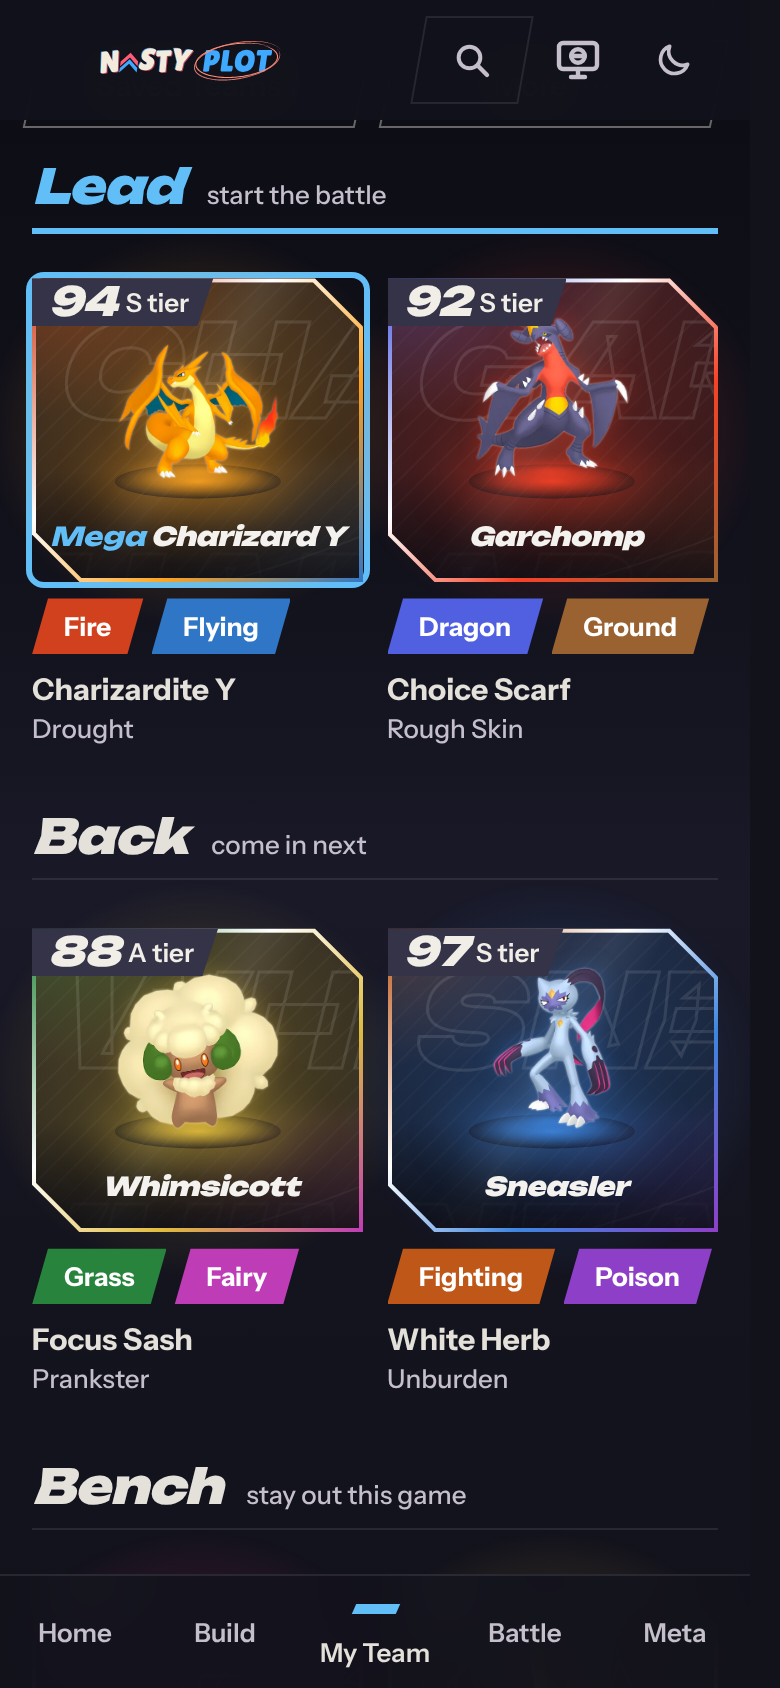 NASTY PLOT
Lead start the battle
94 S tier
92 S tier
Mega Charizard Y
Garchomp
Fire Flying
Dragon Ground
Charizardite Y
Drought
Choice Scarf
Rough Skin
Back come in next
88 A tier
97 S tier
Whimsicott
Sneasler
Grass Fairy
Fighting Poison
Focus Sash
Prankster
White Herb
Unburden
Bench stay out this game
Home Build My Team Battle Meta